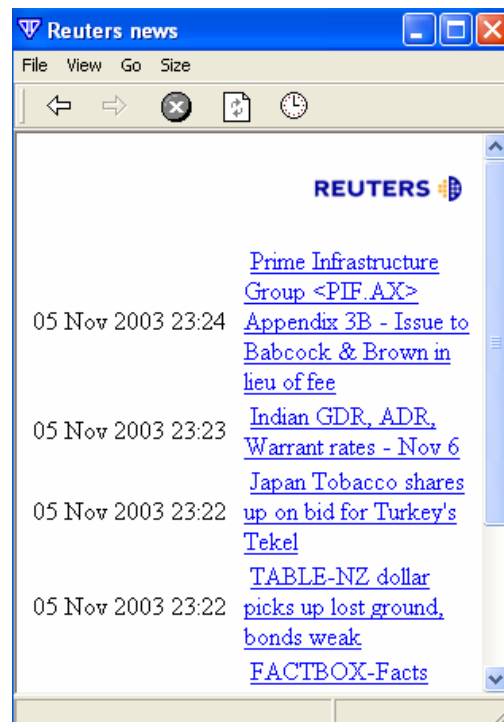 Reuters news
File View Go Size
REUTERS
Prime Infrastructure
Group <PIF.AX>
05 Nov 2003 23:24 Appendix 3B - Issue to
Babcock & Brown in
lieu of fee
05 Nov 2003 23:23 Indian GDR, ADR,
Warrant rates - Nov 6
Japan Tobacco shares
05 Nov 2003 23:22 up on bid for Turkey's
Tekel
TABLE-NZ dollar
05 Nov 2003 23:22 picks up lost ground,
bonds weak
FACTBOX-Facts